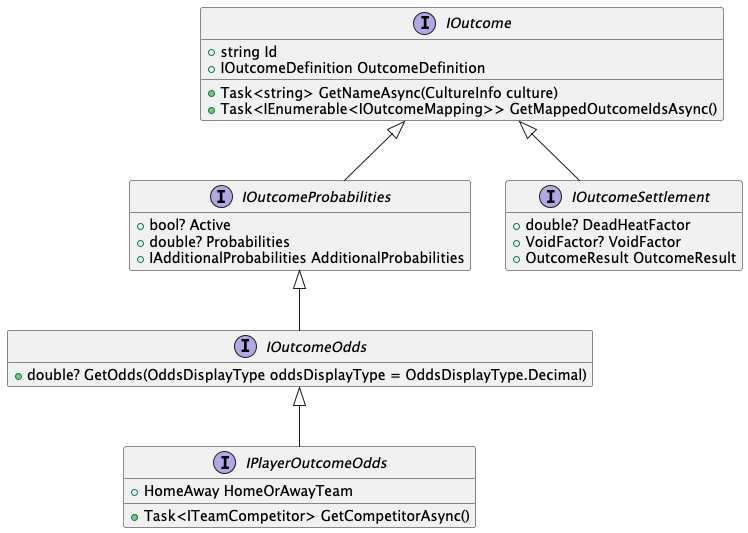 I IOutcome
string Id
IOutcomeDefinition OutcomeDefinition
Task<string> GetNameAsync(CultureInfo culture)
Task<IEnumerable<IOutcomeMapping>> GetMappedOutcomeIdsAsync()
I IOutcomeProbabilities
bool? Active
double? Probabilities
IAdditionalProbabilities AdditionalProbabilities
I IOutcomeSettlement
double? DeadHeatFactor
VoidFactor? VoidFactor
OutcomeResult OutcomeResult
I IOutcomeOdds
double? GetOdds(OddsDisplayType oddsDisplayType = OddsDisplayType.Decimal)
I IPlayerOutcomeOdds
HomeAway HomeOrAwayTeam
Task<ITeamCompetitor> GetCompetitorAsync()